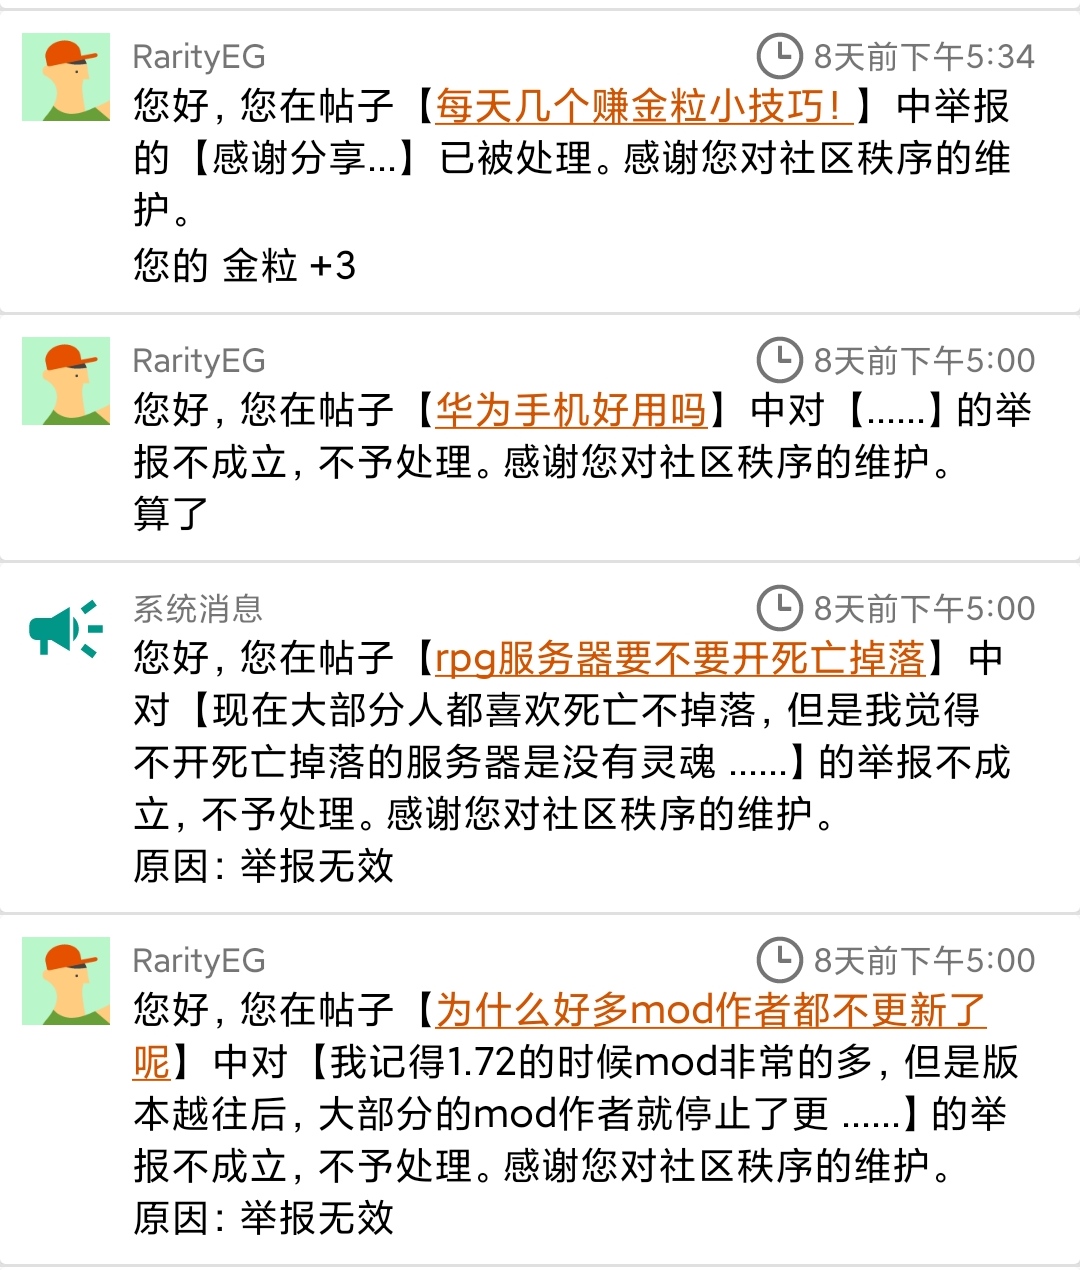 RarityEG 8天前下午5:34
您好, 您在帖子【每天几个赚金粒小技巧!】中举报
的【感谢分享...】已被处理。感谢您对社区秩序的维
护。
您的 金粒 +3
RarityEG 8天前下午5:00
您好, 您在帖子【华为手机好用吗】中对【......】的举
报不成立, 不予处理。感谢您对社区秩序的维护。
算了
系统消息 8天前下午5:00
您好, 您在帖子【rpg服务器要不要开死亡掉落】中
对【现在大部分人都喜欢死亡不掉落, 但是我觉得
不开死亡掉落的服务器是没有灵魂 ......】的举报不成
立, 不予处理。感谢您对社区秩序的维护。
原因: 举报无效
RarityEG 8天前下午5:00
您好, 您在帖子【为什么好多mod作者都不更新了
呢】中对【我记得1.72的时候mod非常的多, 但是版
本越往后, 大部分的mod作者就停止了更 ......】的举
报不成立, 不予处理。感谢您对社区秩序的维护。
原因: 举报无效